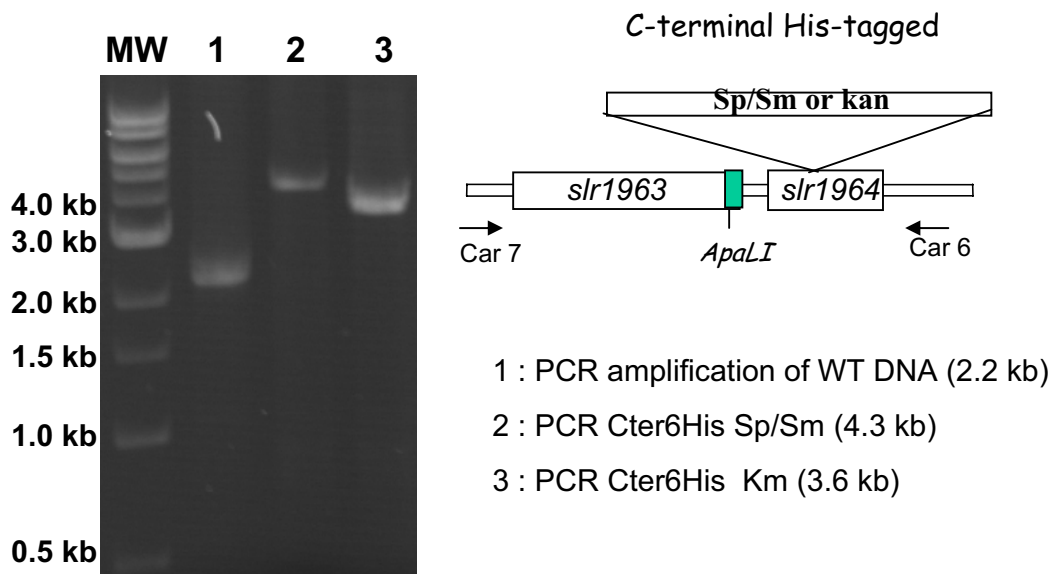 MW 1 2 3
4.0 kb
3.0 kb
2.0 kb
1.5 kb
1.0 kb
0.5 kb
C-terminal His-tagged
Sp/Sm or kan
slr1963 slr1964
Car 7 ApaLI Car 6
1 : PCR amplification of WT DNA (2.2 kb)
2 : PCR Cter6His Sp/Sm (4.3 kb)
3 : PCR Cter6His Km (3.6 kb)